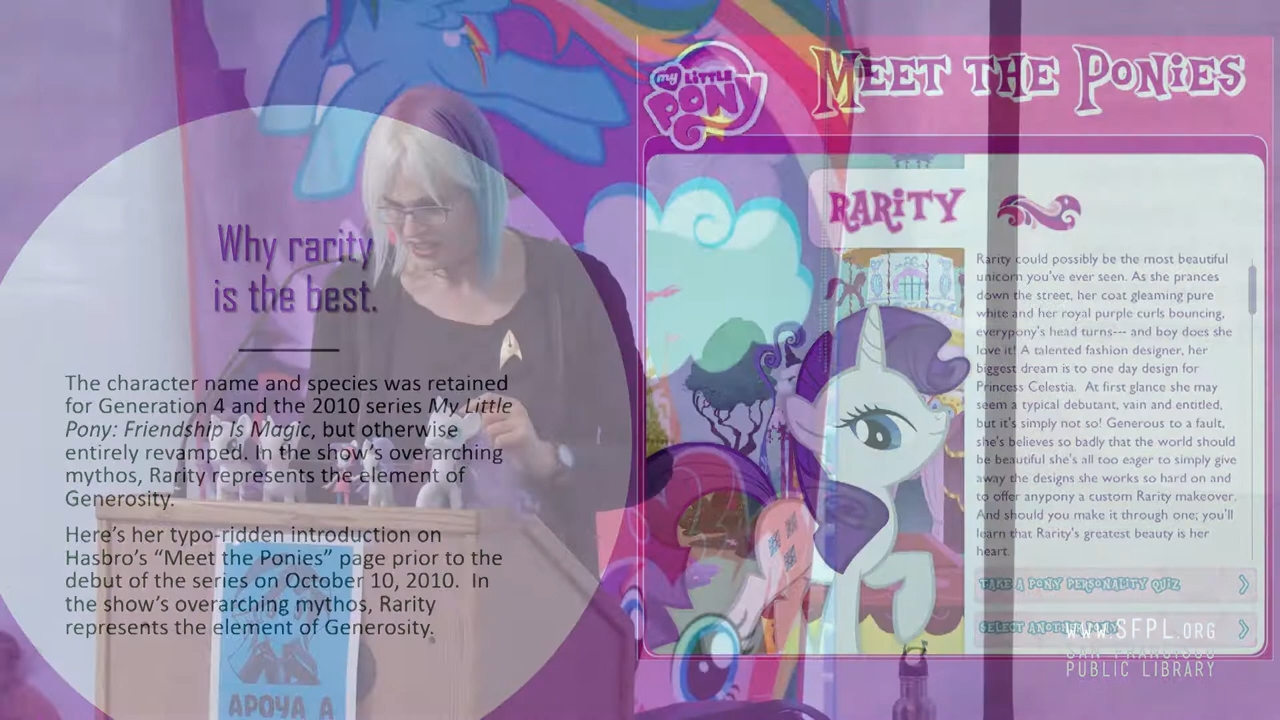 Why rarity
is the best.
The character name and species was retained
for Generation 4 and the 2010 series My Little
Pony: Friendship Is Magic, but otherwise
entirely revamped. In the show's overarching
mythos, Rarity represents the element of
Generosity.
Here's her typo-ridden introduction on
Hasbro's "Meet the Ponies" page prior to the
debut of the series on October 10, 2010. In
the show's overarching mythos, Rarity
represents the element of Generosity.
APOYA A
my LiTTLE
PONY
MEET THE PONiES
RARiTY
Rarity could possibly be the most beautiful
unicorn you've ever seen. As she prances
down the street, her coat gleaming pure
white and her royal purple curls bouncing,
everypony's head turns--- and boy does she
love it! A talented fashion designer, her
biggest dream is to one day design for
Princess Celestia. At first glance she may
seem a typical debutant, vain and entitled,
but it's simply not so! Generous to a fault,
she's believes so badly that the world should
be beautiful she's all too eager to simply give
away the designs she works so hard on and
to offer anypony a custom Rarity makeover.
And should you make it through one; you'll
learn that Rarity's greatest beauty is her
heart.
TAKE A PONY PERSONALITY QUIZ
SELECT ANOTHER PONY
WWW.SFPL.ORG
SAN FRANCISCO
PUBLIC LIBRARY